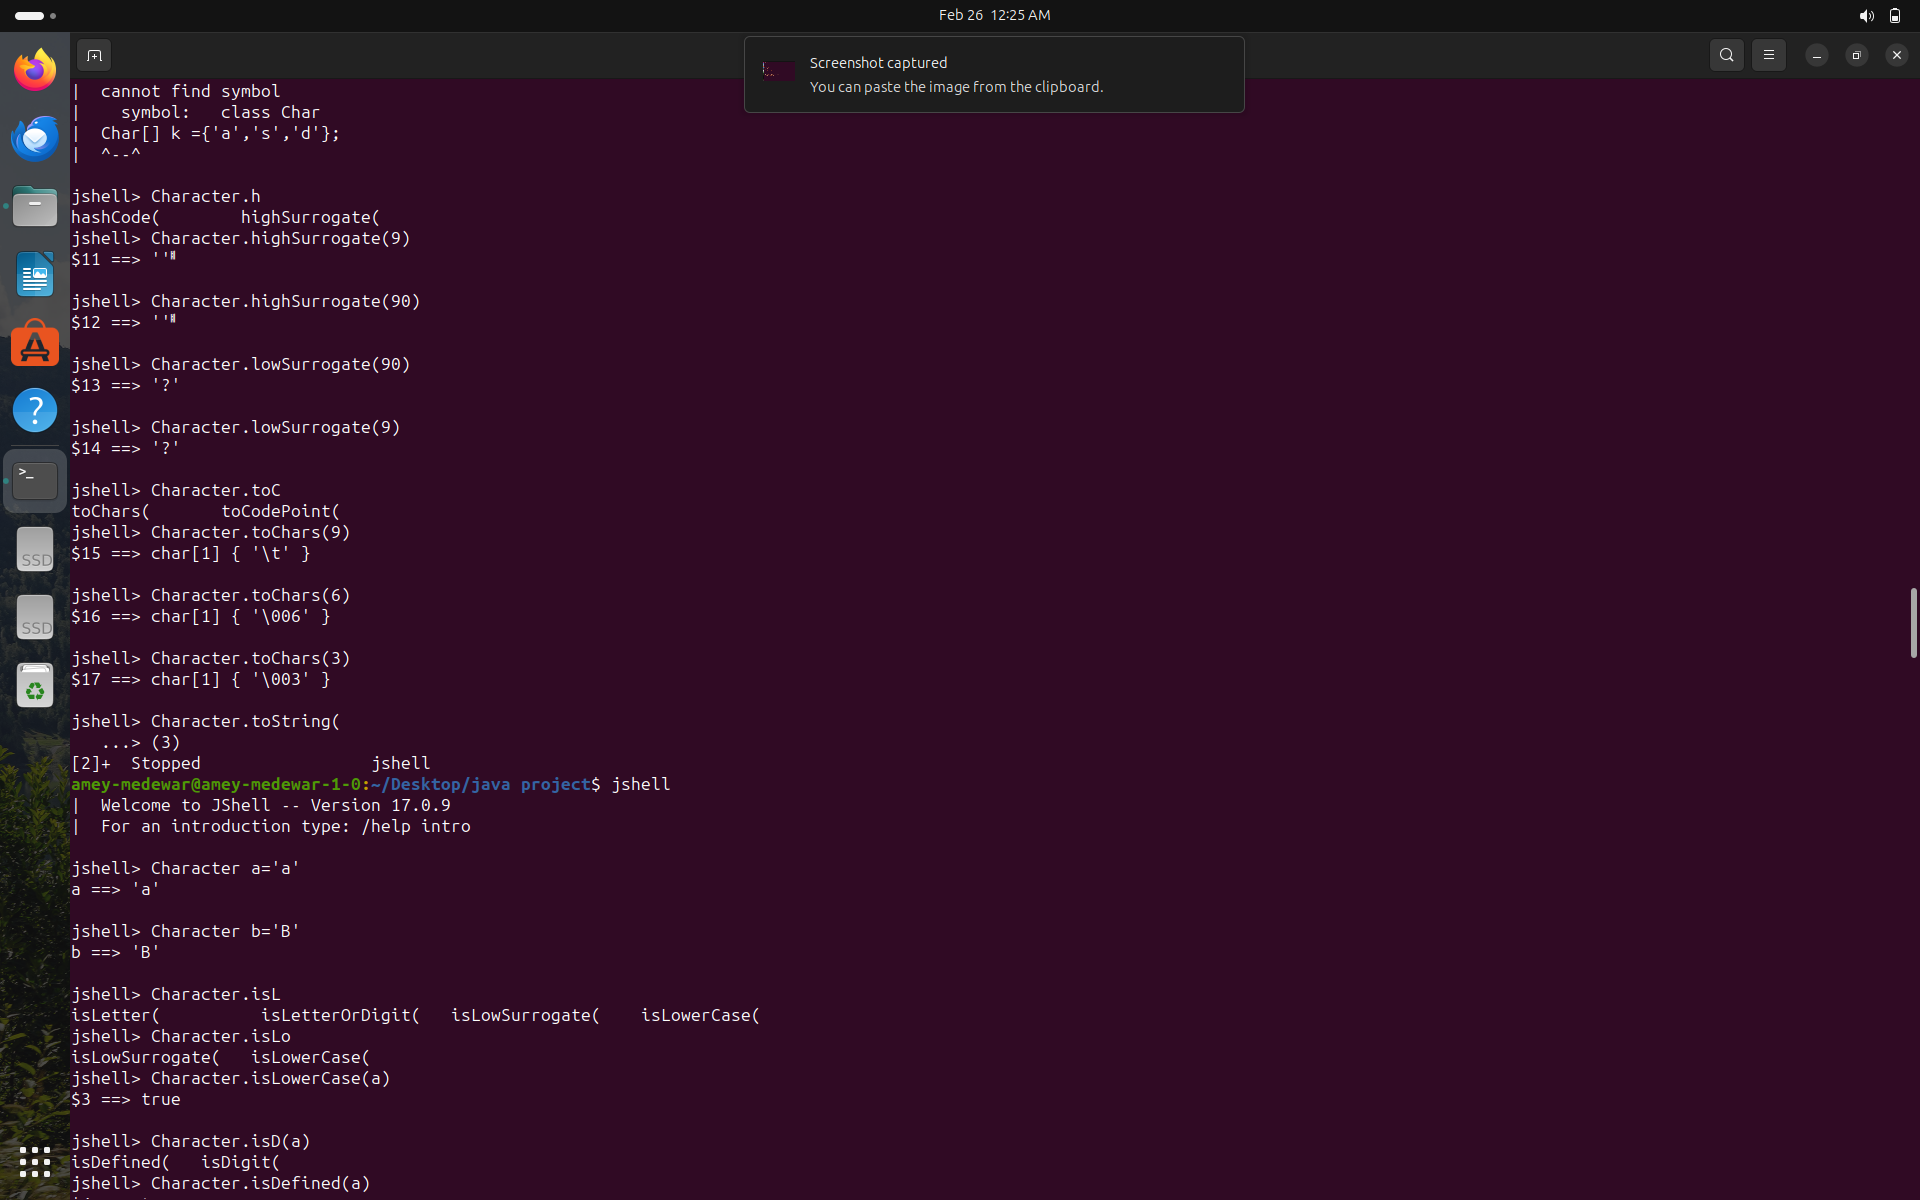 Feb 26 12:25 AM
Screenshot captured
You can paste the image from the clipboard.
| cannot find symbol
| symbol: class Char
| Char[] k ={'a','s','d'};
| ^--^
jshell> Character.h
hashCode( highSurrogate(
jshell> Character.highSurrogate(9)
$11 ==> ''
jshell> Character.highSurrogate(90)
$12 ==> ''
jshell> Character.lowSurrogate(90)
$13 ==> '?'
jshell> Character.lowSurrogate(9)
$14 ==> '?'
jshell> Character.toC
toChars( toCodePoint(
jshell> Character.toChars(9)
$15 ==> char[1] { '\t' }
jshell> Character.toChars(6)
$16 ==> char[1] { '\006' }
jshell> Character.toChars(3)
$17 ==> char[1] { '\003' }
jshell> Character.toString(
...> (3)
[2]+ Stopped jshell
amey-medewar@amey-medewar-1-0:~/Desktop/java project$ jshell
| Welcome to JShell -- Version 17.0.9
| For an introduction type: /help intro
jshell> Character a='a'
a ==> 'a'
jshell> Character b='B'
b ==> 'B'
jshell> Character.isL
isLetter( isLetterOrDigit( isLowSurrogate( isLowerCase(
jshell> Character.isLo
isLowSurrogate( isLowerCase(
jshell> Character.isLowerCase(a)
$3 ==> true
jshell> Character.isD(a)
isDefined( isDigit(
jshell> Character.isDefined(a)
SSD
SSD